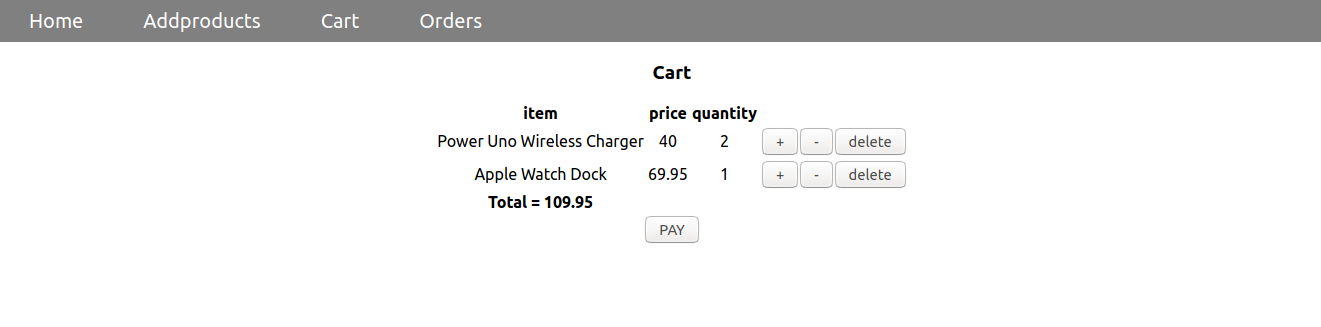 Home Addproducts Cart Orders
Cart
item price quantity
Power Uno Wireless Charger 40 2 + - delete
Apple Watch Dock 69.95 1 + - delete
Total = 109.95
PAY